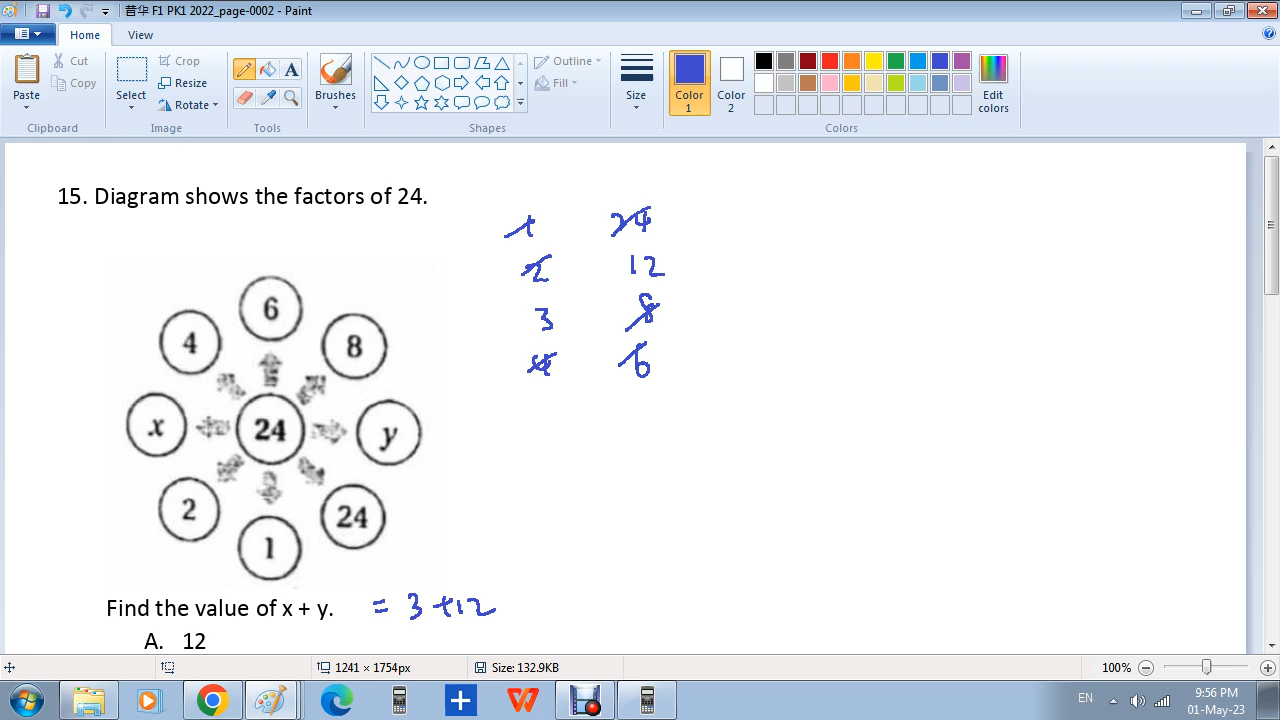 昔华 F1 PK1 2022_page-0002 - Paint
Home View
Paste
Cut
Copy
Clipboard
Select
Crop
Resize
Rotate
Image
A
Tools
Brushes
Shapes
Outline
Fill
Size
Color 1
Color 2
Edit colors
Colors
15. Diagram shows the factors of 24.
1 24
2 12
3 8
4 6
6
4 8
x 24 y
2 24
1
Find the value of x + y. = 3 + 12
A. 12
1241 × 1754px
Size: 132.9KB
100%
EN
9:56 PM
01-May-23